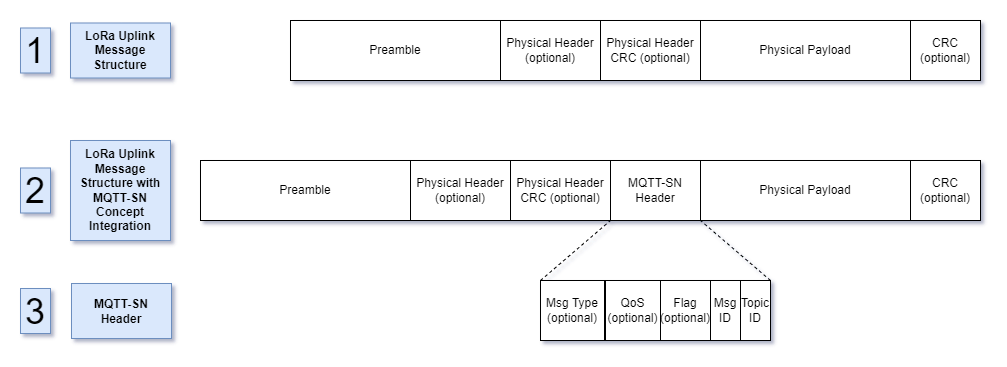 1
LoRa Uplink
Message
Structure
Preamble
Physical Header
(optional)
Physical Header
CRC (optional)
Physical Payload
CRC
(optional)
2
LoRa Uplink
Message
Structure with
MQTT-SN
Concept
Integration
Preamble
Physical Header
(optional)
Physical Header
CRC (optional)
MQTT-SN
Header
Physical Payload
CRC
(optional)
3
MQTT-SN
Header
Msg Type
(optional)
QoS
(optional)
Flag
(optional)
Msg
ID
Topic
ID